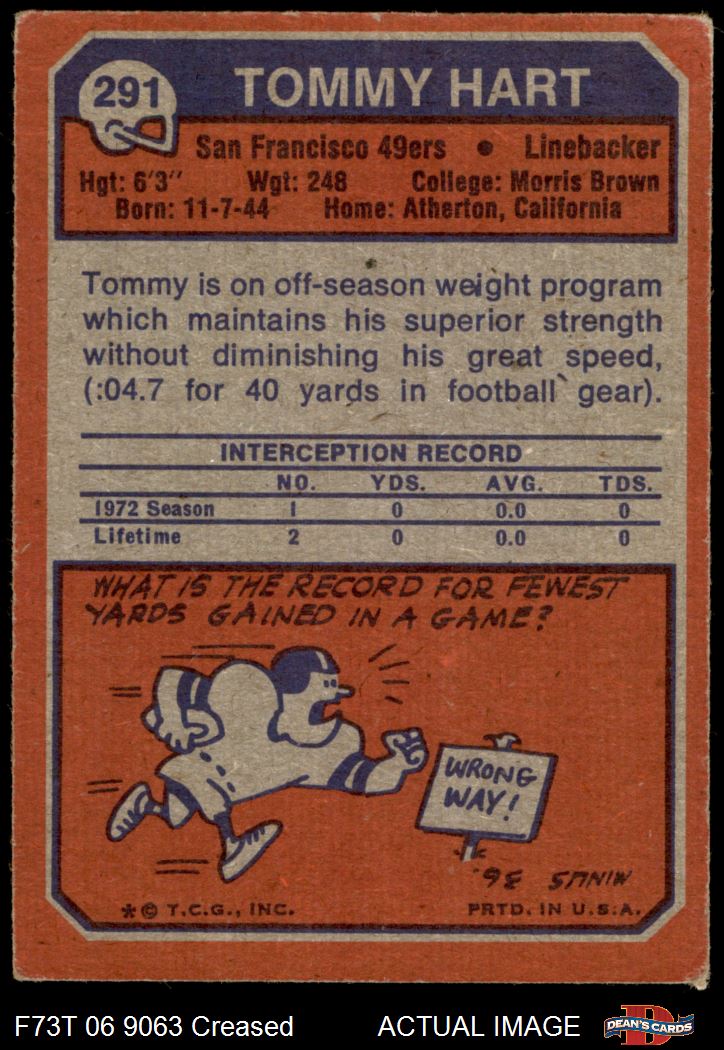 291
TOMMY HART
San Francisco 49ers • Linebacker
Hgt: 6'3" Wgt: 248 College: Morris Brown
Born: 11-7-44 Home: Atherton, California
Tommy is on off-season weight program
which maintains his superior strength
without diminishing his great speed,
(:04.7 for 40 yards in football gear).
INTERCEPTION RECORD
NO. YDS. AVG. TDS.
1972 Season 1 0 0.0 0
Lifetime 2 0 0.0 0
WHAT IS THE RECORD FOR FEWEST
YARDS GAINED IN A GAME?
WRONG
WAY!
MINUS 36.
*© T.C.G., INC. PRTD. IN U.S.A.
F73T 06 9063 Creased ACTUAL IMAGE
D
DEAN'S CARDS